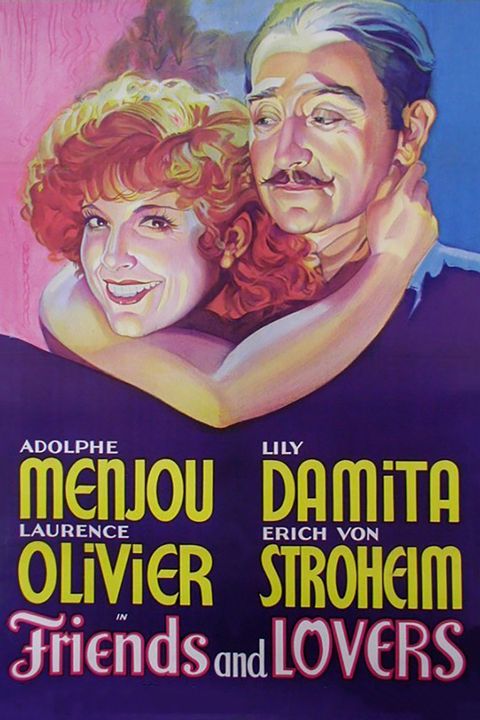 ADOLPHE
MENJOU
LILY
DAMiTA
LAURENCE
OLiViER
ERICH VON
STROHEiM
IN
Friends and LOVERS